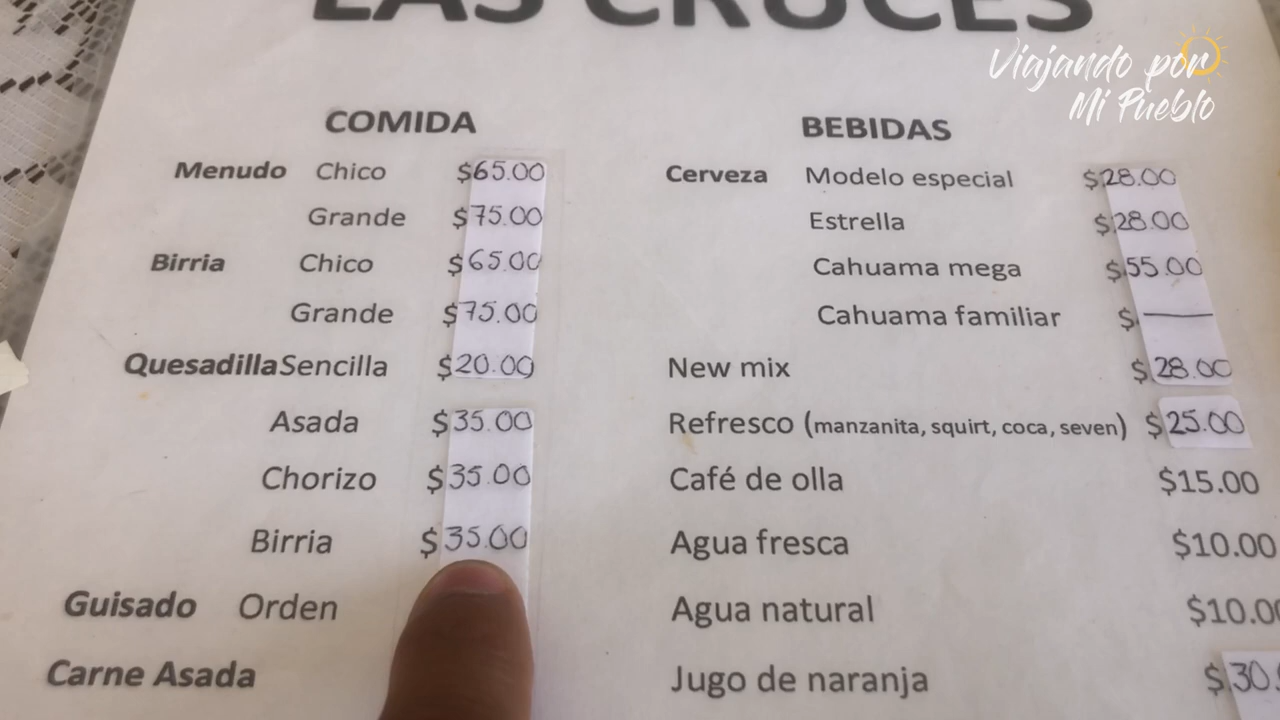 LAS CRUCES
Viajando por
Mi Pueblo
COMIDA
Menudo Chico $65.00
Grande $75.00
Birria Chico $65.00
Grande $75.00
Quesadilla Sencilla $20.00
Asada $35.00
Chorizo $35.00
Birria $35.00
Guisado Orden
Carne Asada
BEBIDAS
Cerveza Modelo especial $28.00
Estrella $28.00
Cahuama mega $55.00
Cahuama familiar $ —
New mix $28.00
Refresco (manzanita, squirt, coca, seven) $25.00
Café de olla $15.00
Agua fresca $10.00
Agua natural $10.0
Jugo de naranja $30.